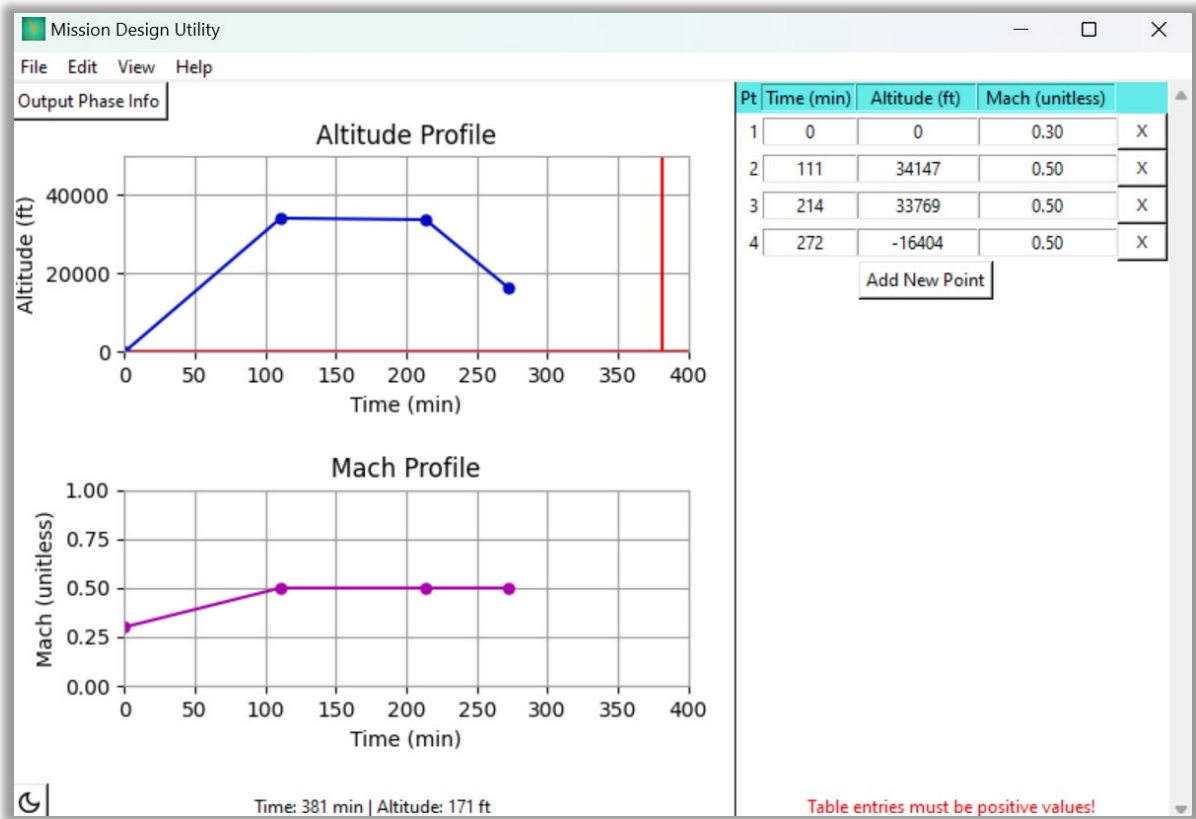 Mission Design Utility
File Edit View Help
Output Phase Info
Altitude Profile
Altitude (ft)
40000
20000
0
0 50 100 150 200 250 300 350 400
Time (min)
Mach Profile
Mach (unitless)
1.00
0.75
0.50
0.25
0.00
0 50 100 150 200 250 300 350 400
Time (min)
Time: 381 min | Altitude: 171 ft
Pt Time (min) Altitude (ft) Mach (unitless)
1 0 0 0.30 X
2 111 34147 0.50 X
3 214 33769 0.50 X
4 272 -16404 0.50 X
Add New Point
Table entries must be positive values!